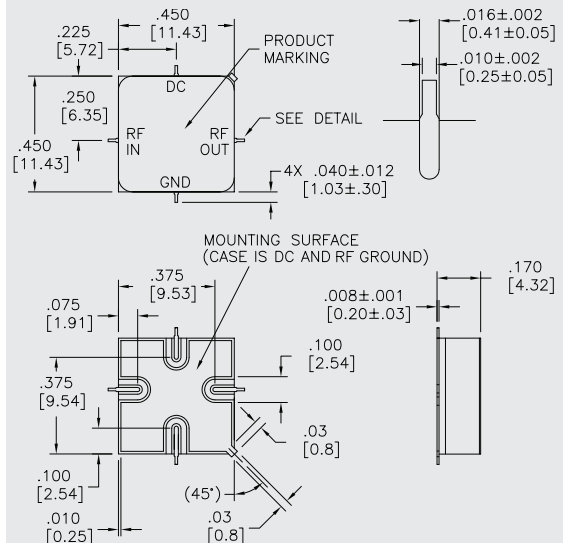 .450
[11.43]
.225
[5.72]
PRODUCT
MARKING
.016±.002
[0.41±0.05]
.010±.002
[0.25±0.05]
DC
.250
[6.35]
SEE DETAIL
RF
IN
RF
OUT
.450
[11.43]
GND
4X .040±.012
[1.03±.30]
MOUNTING SURFACE
(CASE IS DC AND RF GROUND)
.375
[9.53]
.170
[4.32]
.075
[1.91]
.008±.001
[0.20±.03]
.100
[2.54]
.375
[9.54]
.03
[0.8]
.100
[2.54]
(45°)
.010
[0.25]
.03
[0.8]